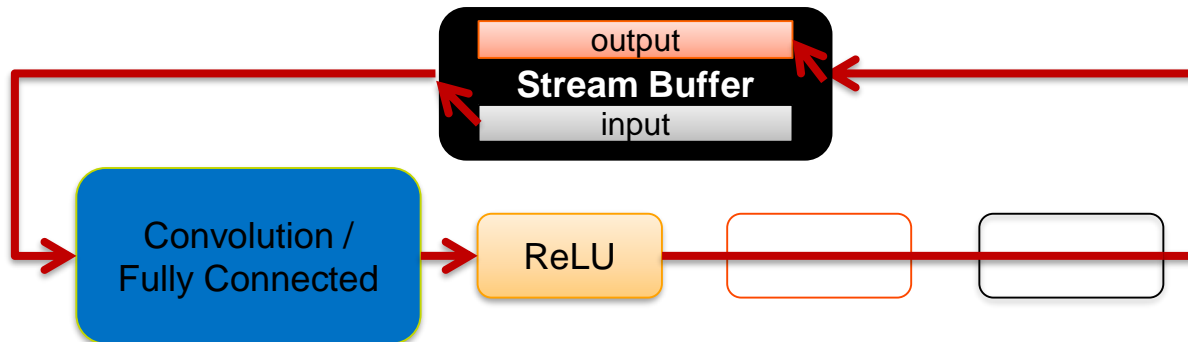 output
Stream Buffer
input
Convolution /
Fully Connected
ReLU